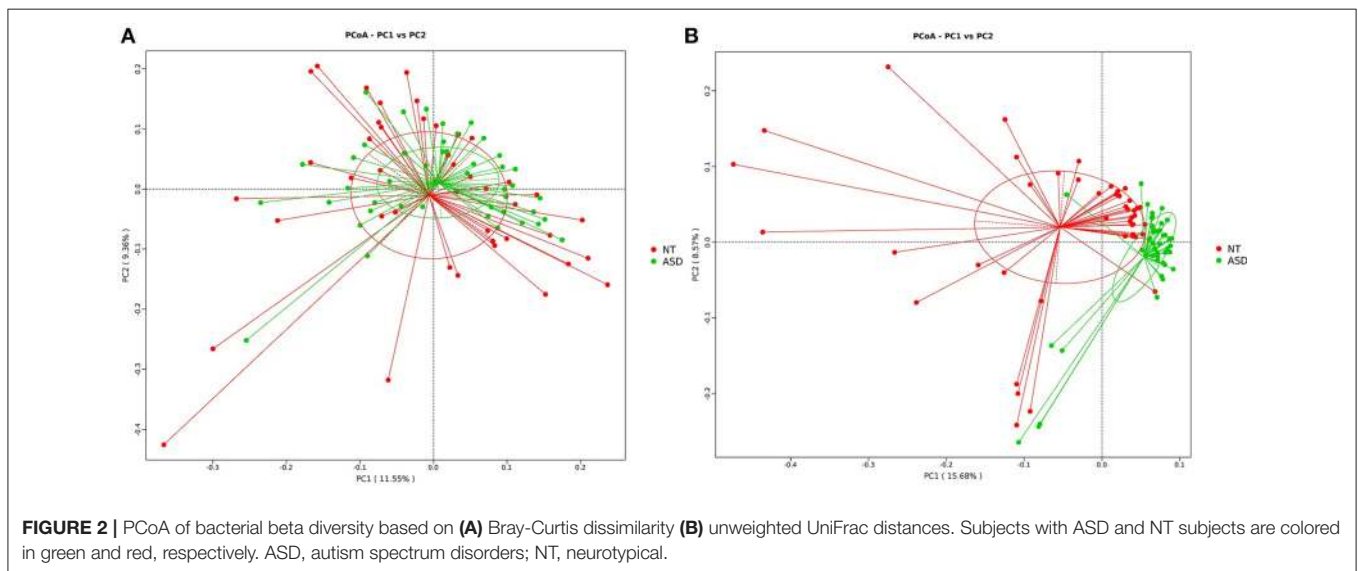 A
PCoA - PC1 vs PC2
0.2
0.1
0.0
-0.1
-0.2
-0.3
-0.4
PC2 ( 9.36% )
-0.3
-0.2
-0.1
0.0
0.1
0.2
PC1 ( 11.55% )
NT
ASD
B
PCoA - PC1 vs PC2
0.2
0.1
0.0
-0.1
-0.2
PC2 ( 8.57% )
-0.4
-0.3
-0.2
-0.1
0.0
0.1
PC1 ( 15.68% )
NT
ASD
FIGURE 2 | PCoA of bacterial beta diversity based on (A) Bray-Curtis dissimilarity (B) unweighted UniFrac distances. Subjects with ASD and NT subjects are colored
in green and red, respectively. ASD, autism spectrum disorders; NT, neurotypical.